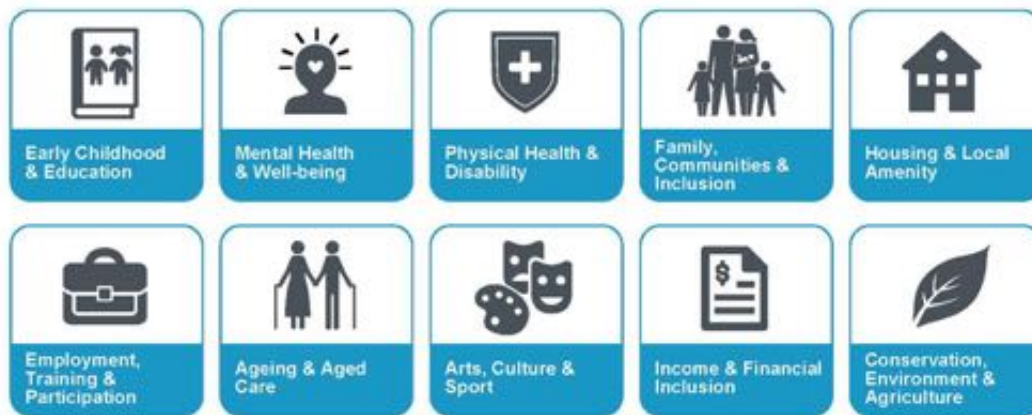 Early Childhood
& Education
Mental Health
& Well-being
Physical Health &
Disability
Family,
Communities &
Inclusion
Housing & Local
Amenity
Employment,
Training &
Participation
Ageing & Aged
Care
Arts, Culture &
Sport
$
Income & Financial
Inclusion
Conservation,
Environment &
Agriculture